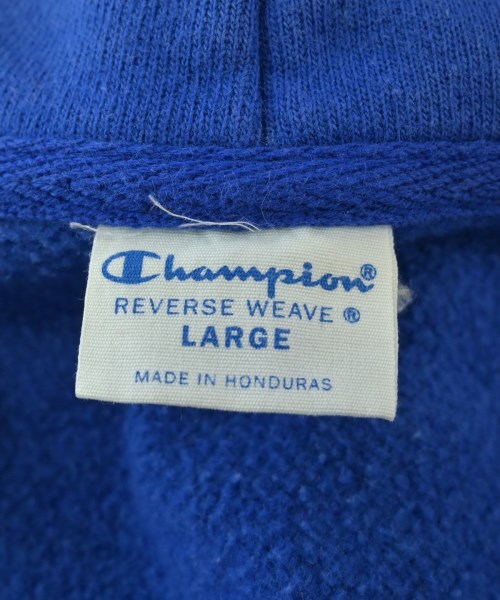 Champion®
REVERSE WEAVE ®
LARGE
MADE IN HONDURAS